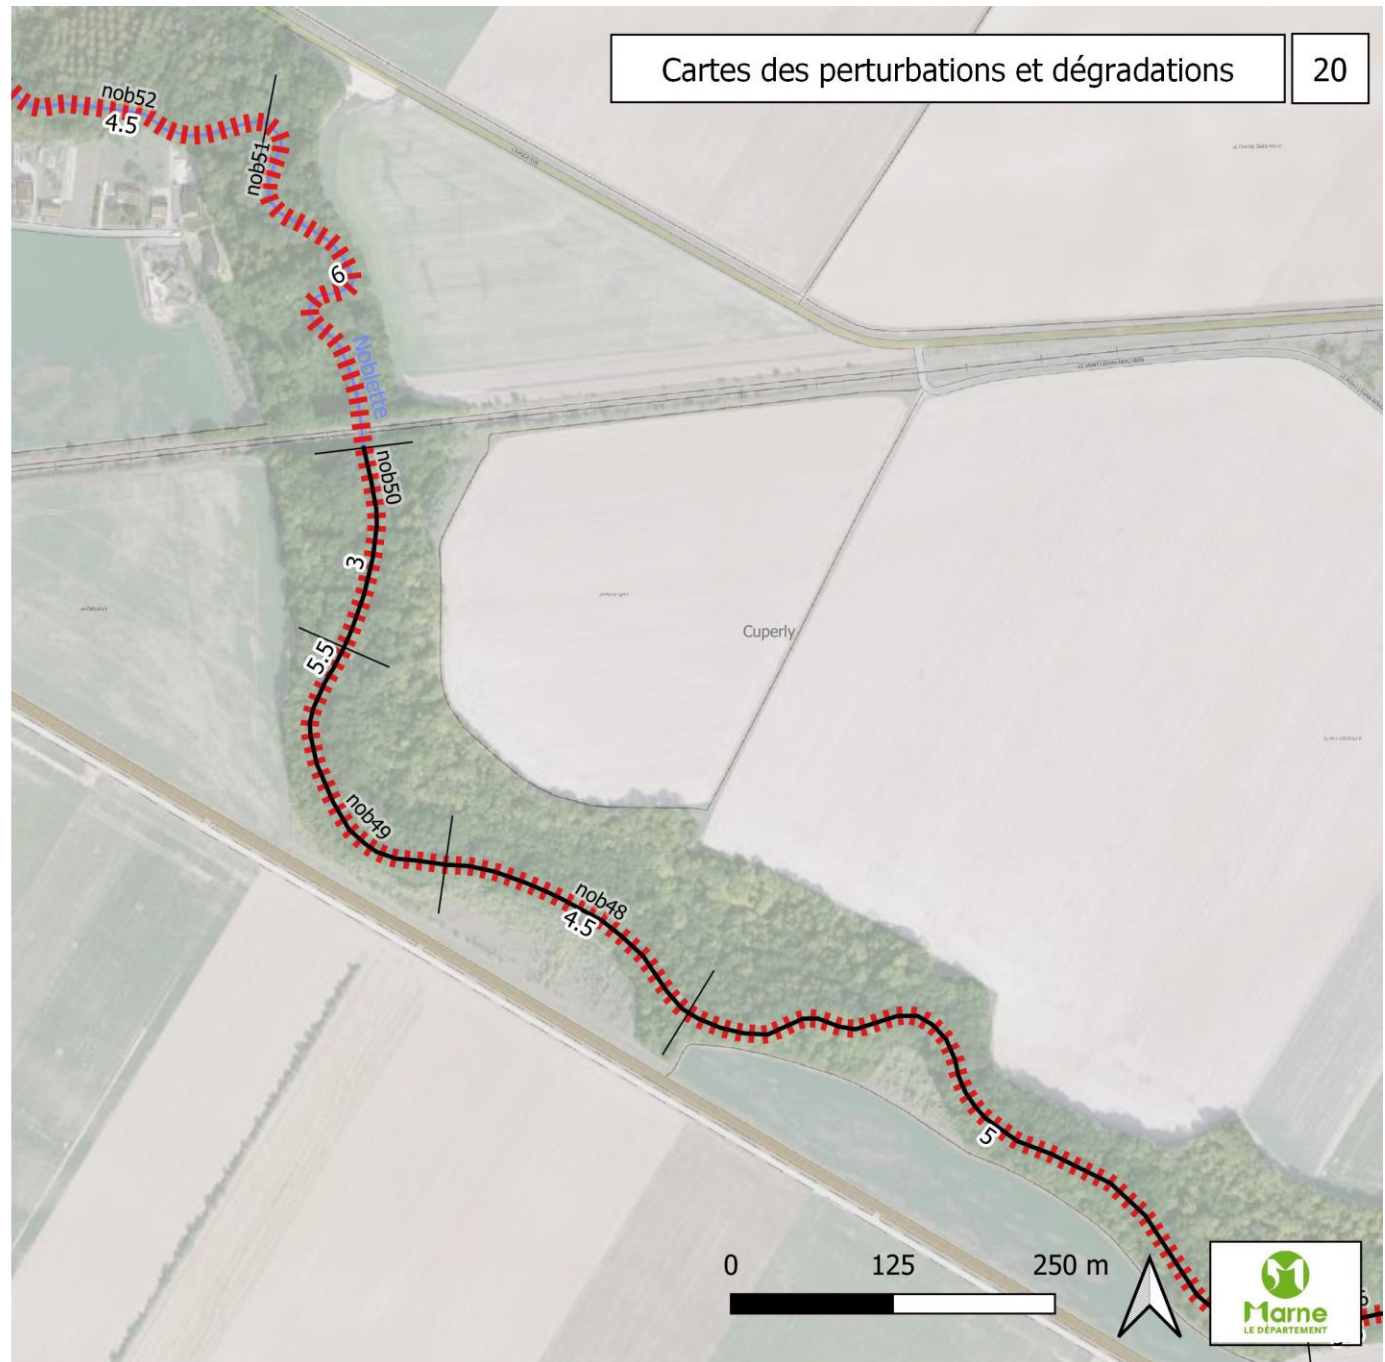 Cartes des perturbations et dégradations
20
nob52
4.5
nob51
6
Noblette
nob50
3
5.5
Cuperly
nob49
nob48
4.5
5
0 125 250 m
Marne
LE DÉPARTEMENT